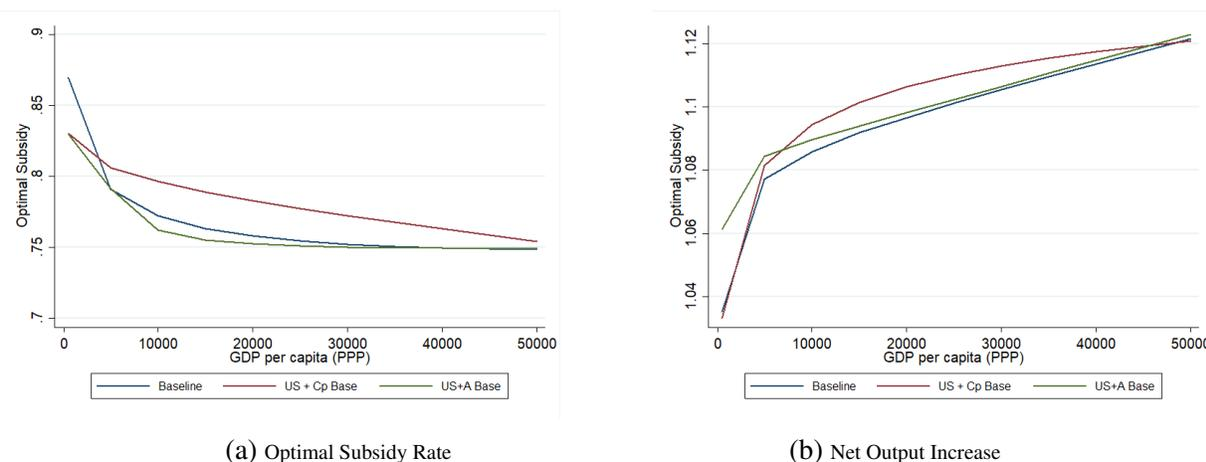 .9
.85
.8
.75
.7
Optimal Subsidy
0 10000 20000 30000 40000 50000
GDP per capita (PPP)
Baseline US + Cp Base US+A Base
(a) Optimal Subsidy Rate
1.12
1.1
1.08
1.06
1.04
Optimal Subsidy
0 10000 20000 30000 40000 50000
GDP per capita (PPP)
Baseline US + Cp Base US+A Base
(b) Net Output Increase